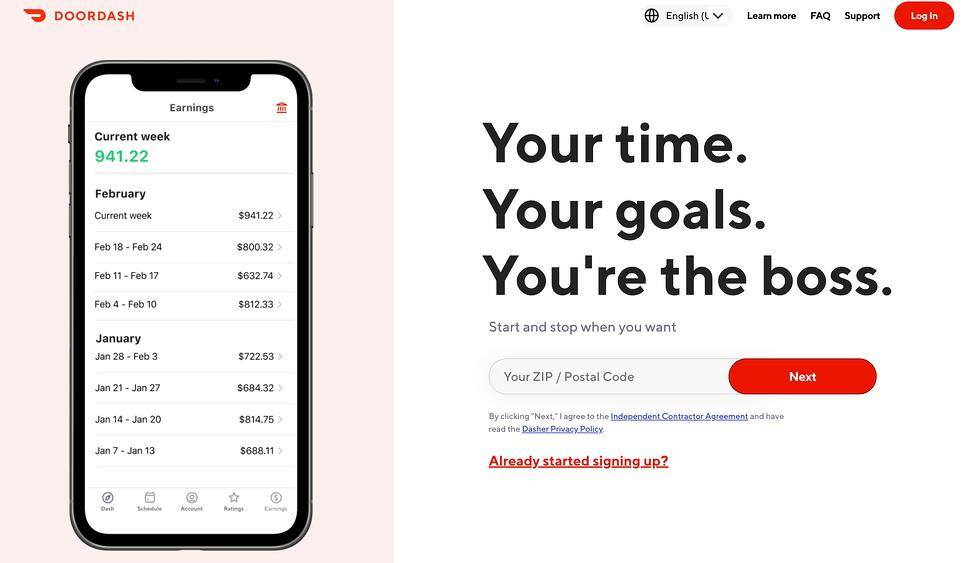 DOORDASH
English (U
Learn more
FAQ
Support
Log In
Earnings
Current week
941.22
February
Current week $941.22
Feb 18 - Feb 24 $800.32
Feb 11 - Feb 17 $632.74
Feb 4 - Feb 10 $812.33
January
Jan 28 - Feb 3 $722.53
Jan 21 - Jan 27 $684.32
Jan 14 - Jan 20 $814.75
Jan 7 - Jan 13 $688.11
Dash Schedule Account Ratings Earnings
Your time.
Your goals.
You're the boss.
Start and stop when you want
Your ZIP / Postal Code
Next
By clicking "Next," I agree to the Independent Contractor Agreement and have
read the Dasher Privacy Policy.
Already started signing up?